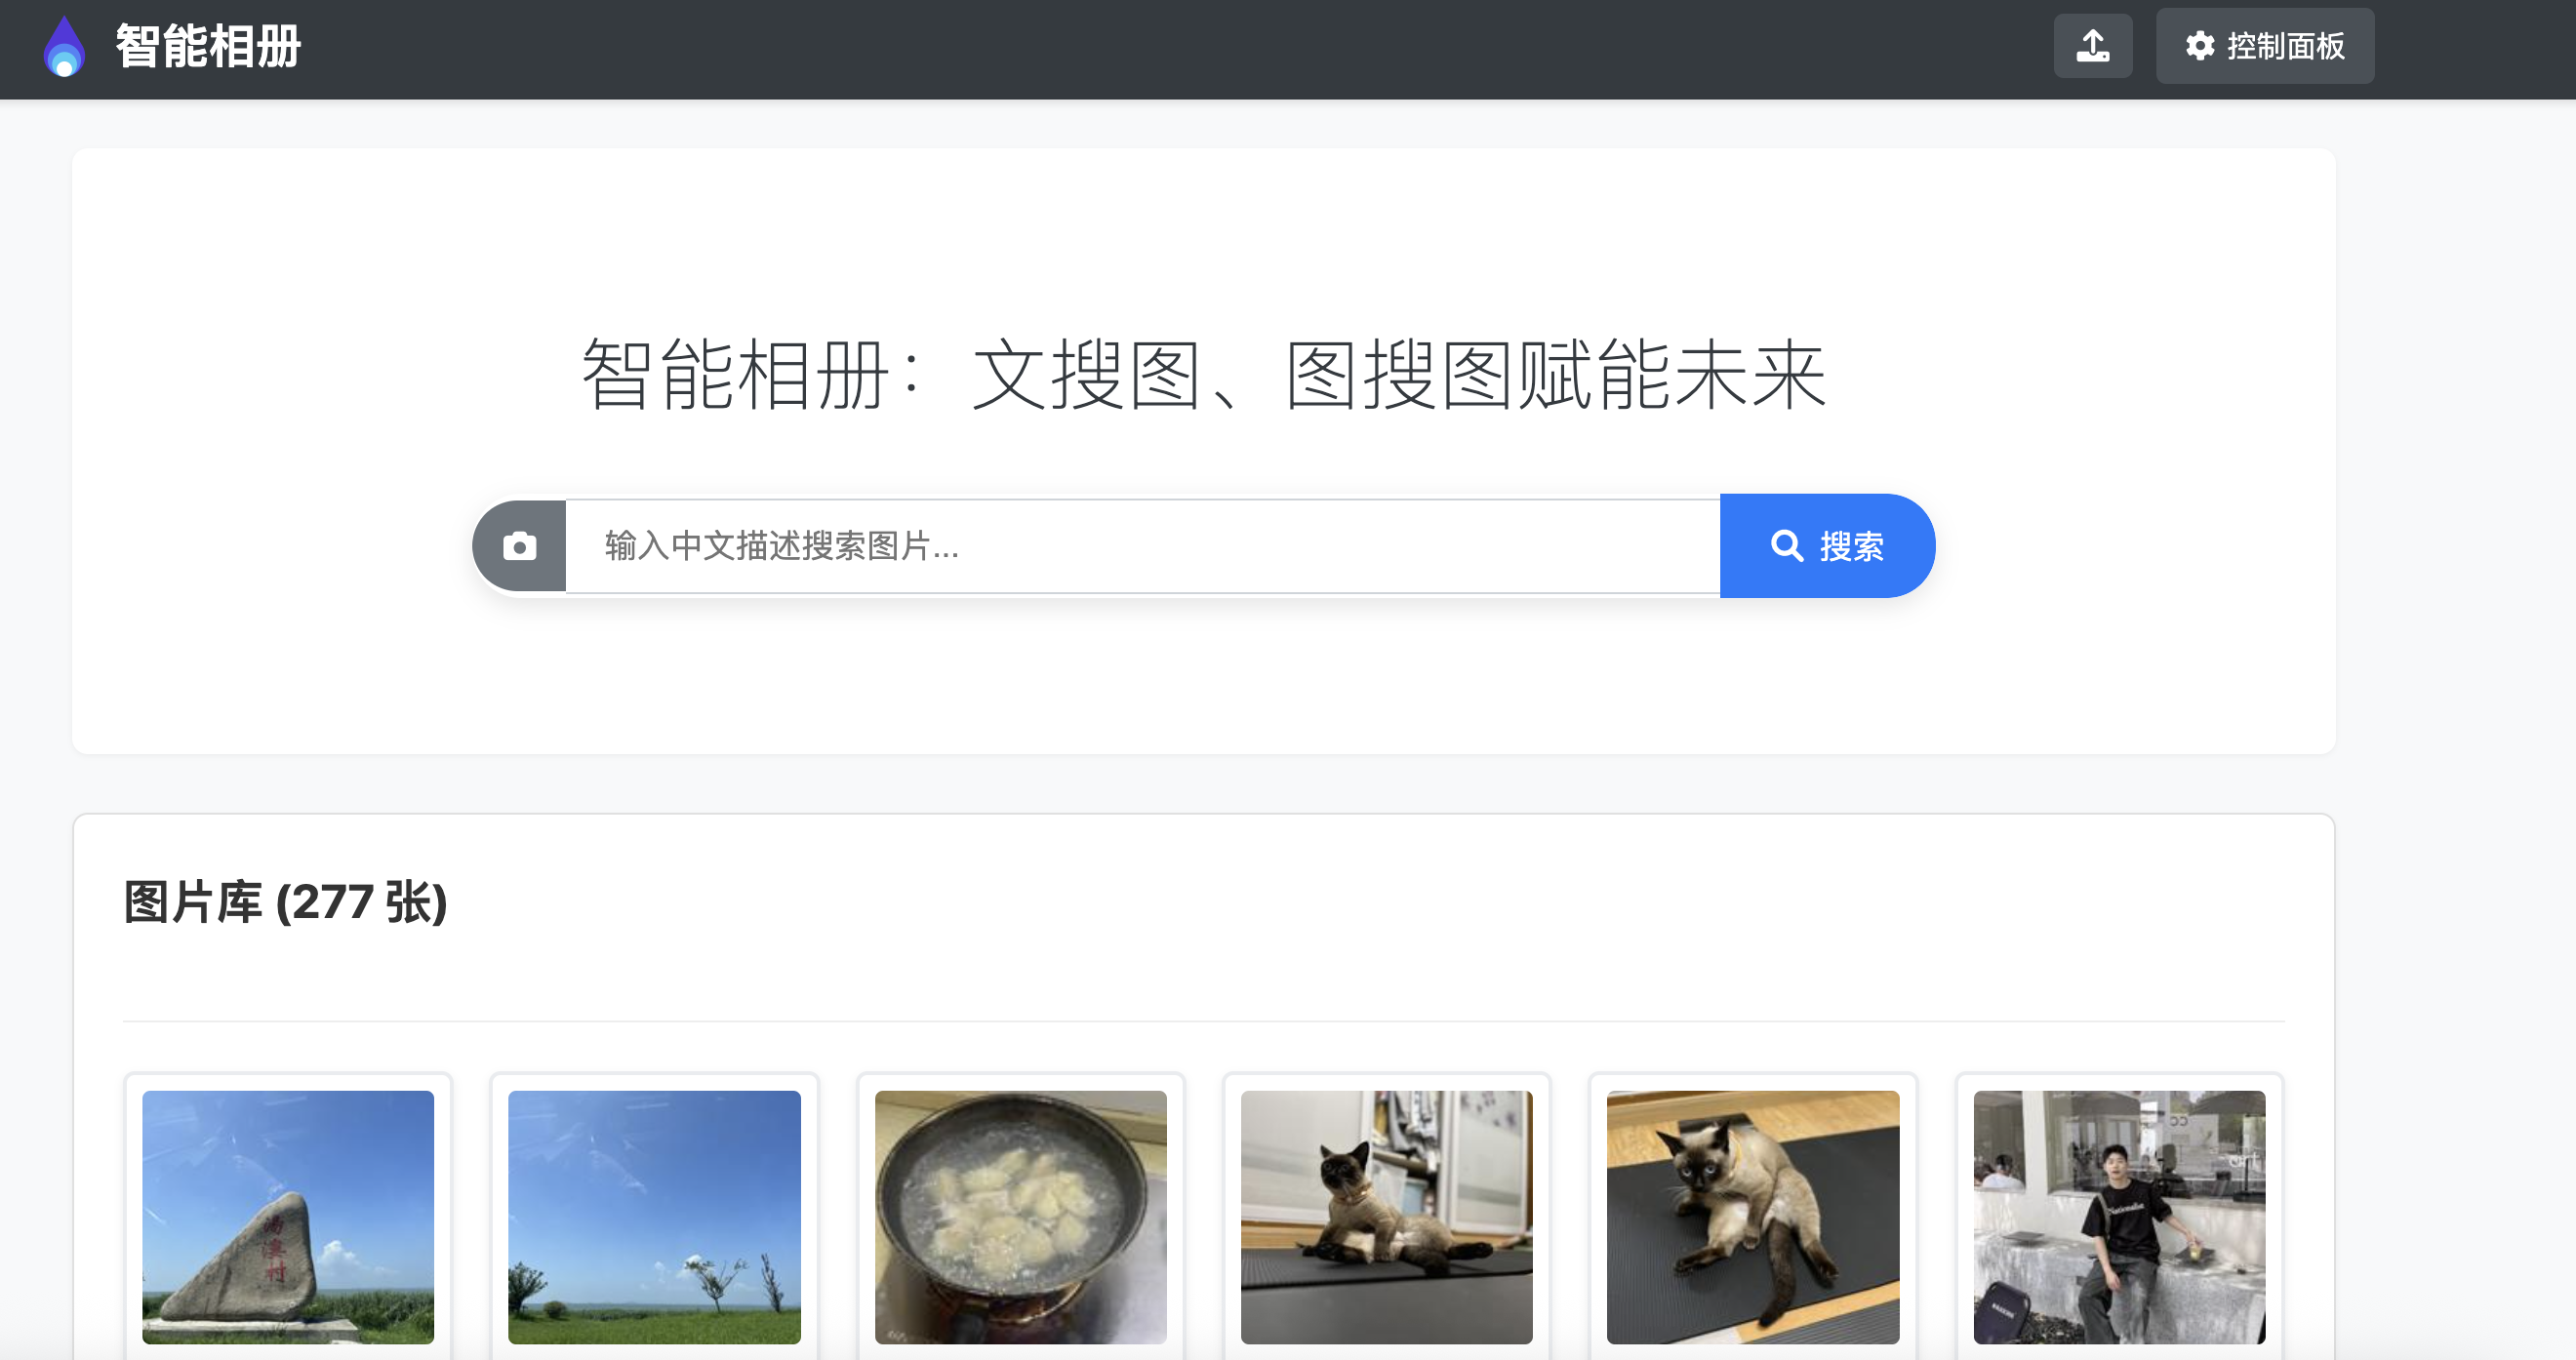 智能相册
控制面板
智能相册：文搜图、图搜图赋能未来
输入中文描述搜索图片...
搜索
图片库 (277 张)